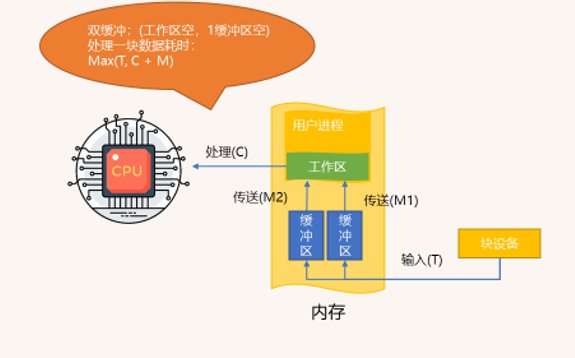 双缓冲：(工作区空，1缓冲区空)
处理一块数据耗时：
Max(T, C + M)
用户进程
CPU
处理(C)
工作区
传送(M2)
传送(M1)
缓冲区
缓冲区
块设备
输入(T)
内存